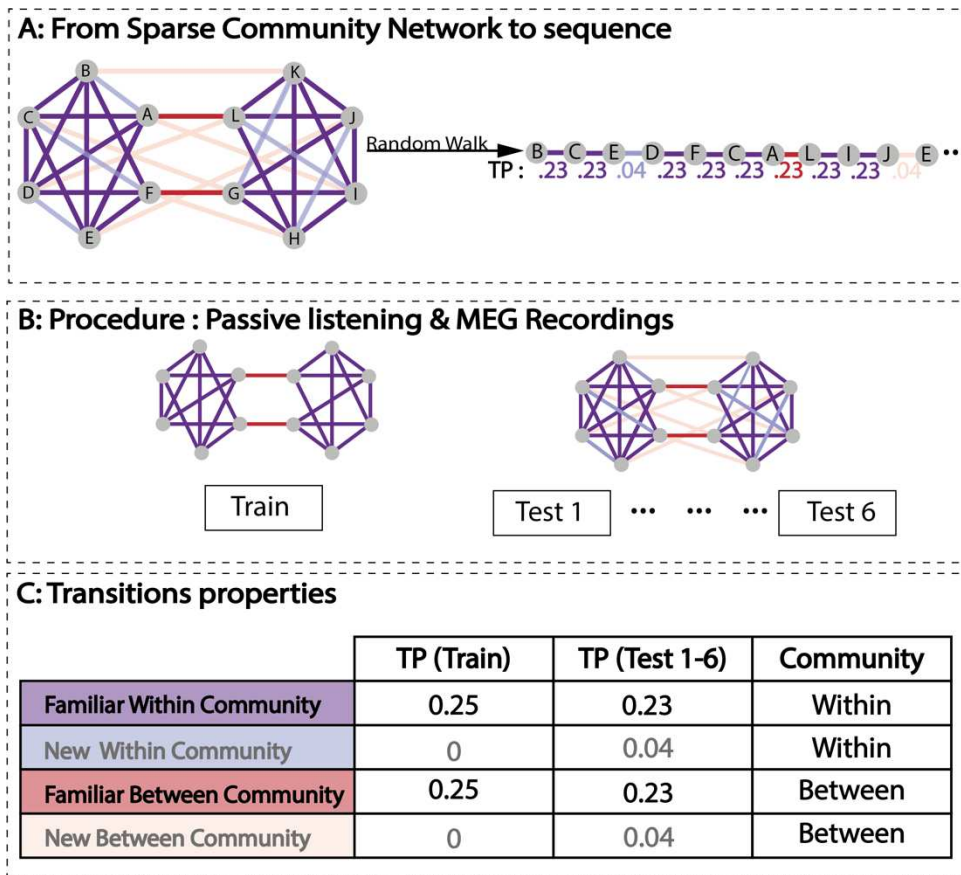 A: From Sparse Community Network to sequence
B K
C A L J
Random Walk
B C E D F C A L I J E ••
TP : .23 .23 .04 .23 .23 .23 .23 .23 .23 .04
D F G I
E H
B: Procedure : Passive listening & MEG Recordings
Train Test 1 ••• ••• ••• Test 6
C: Transitions properties
TP (Train) TP (Test 1-6) Community
Familiar Within Community 0.25 0.23 Within
New Within Community 0 0.04 Within
Familiar Between Community 0.25 0.23 Between
New Between Community 0 0.04 Between